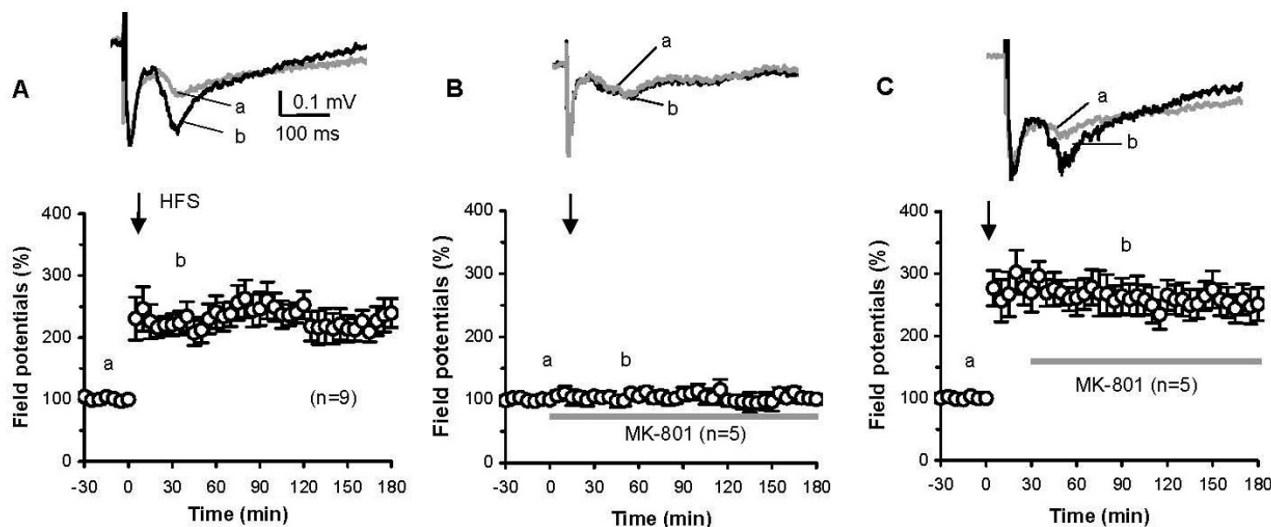 A
a
b
0.1 mV
100 ms
HFS
Field potentials (%)
400
300
200
100
0
a
b
(n=9)
-30 0 30 60 90 120 150 180
Time (min)
B
a
b
Field potentials (%)
400
300
200
100
0
a
b
MK-801 (n=5)
-30 0 30 60 90 120 150 180
Time (min)
C
a
b
Field potentials (%)
400
300
200
100
0
a
b
MK-801 (n=5)
-30 0 30 60 90 120 150 180
Time (min)